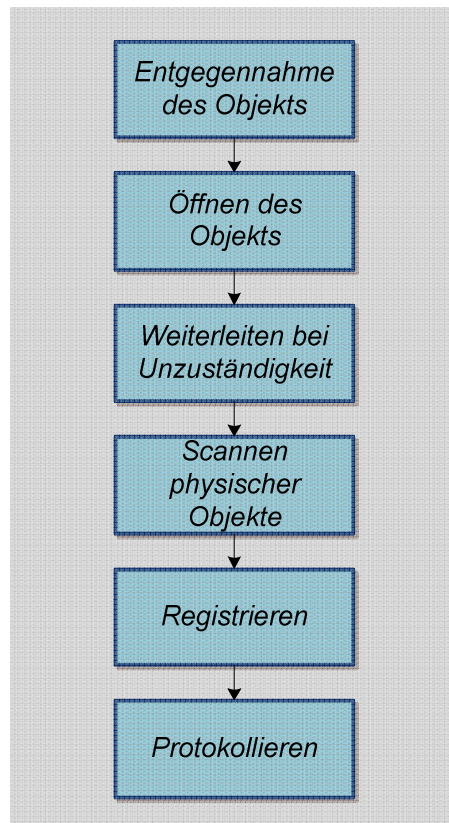 Entgegennahme
des Objekts
Öffnen des
Objekts
Weiterleiten bei
Unzuständigkeit
Scannen
physischer
Objekte
Registrieren
Protokollieren